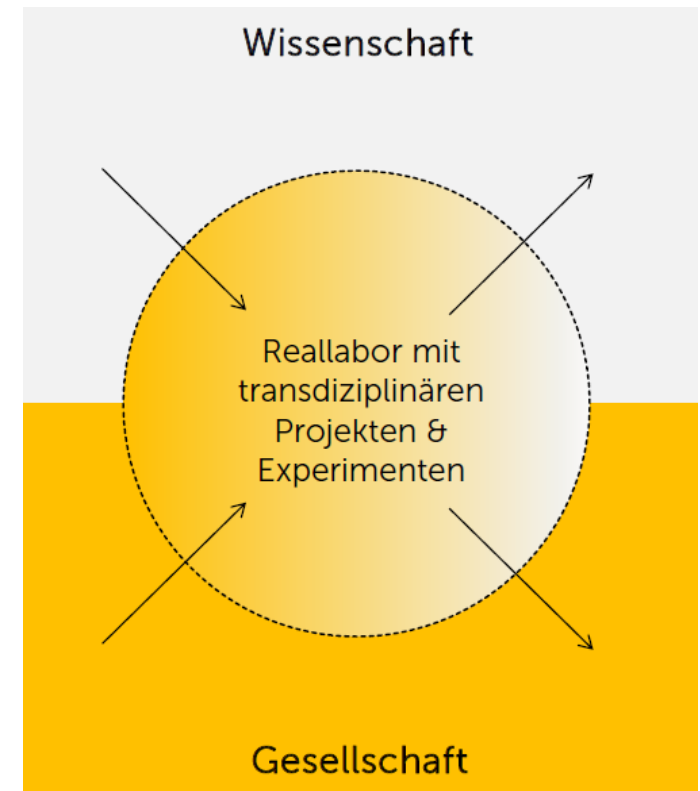 Wissenschaft
Reallabor mit
transdiziplinären
Projekten &
Experimenten
Gesellschaft